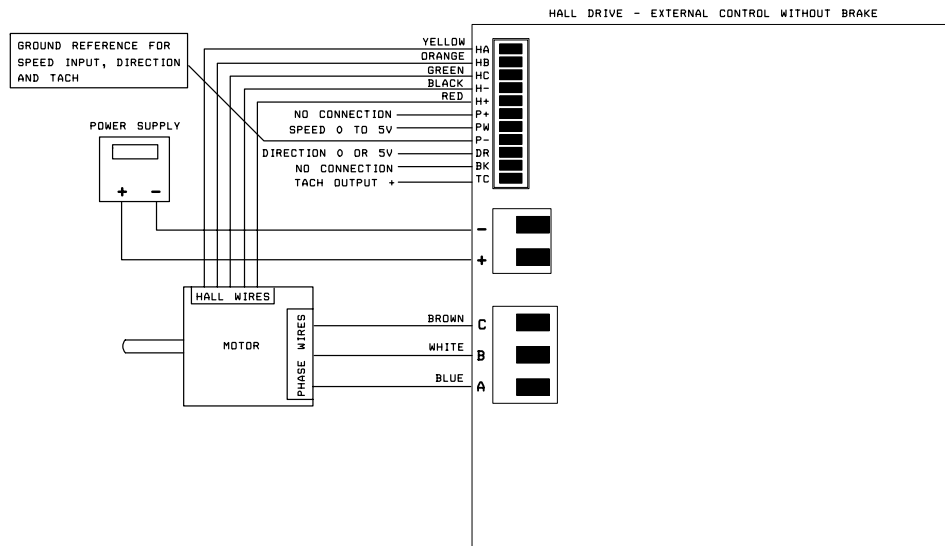 HALL DRIVE - EXTERNAL CONTROL WITHOUT BRAKE
GROUND REFERENCE FOR
SPEED INPUT, DIRECTION
AND TACH
YELLOW HA
ORANGE HB
GREEN HC
BLACK H-
RED H+
NO CONNECTION P+
SPEED 0 TO 5V PW
P-
DIRECTION 0 OR 5V DR
NO CONNECTION BK
TACH OUTPUT + TC
POWER SUPPLY
+ -
-
+
HALL WIRES
MOTOR
PHASE WIRES
BROWN C
WHITE B
BLUE A